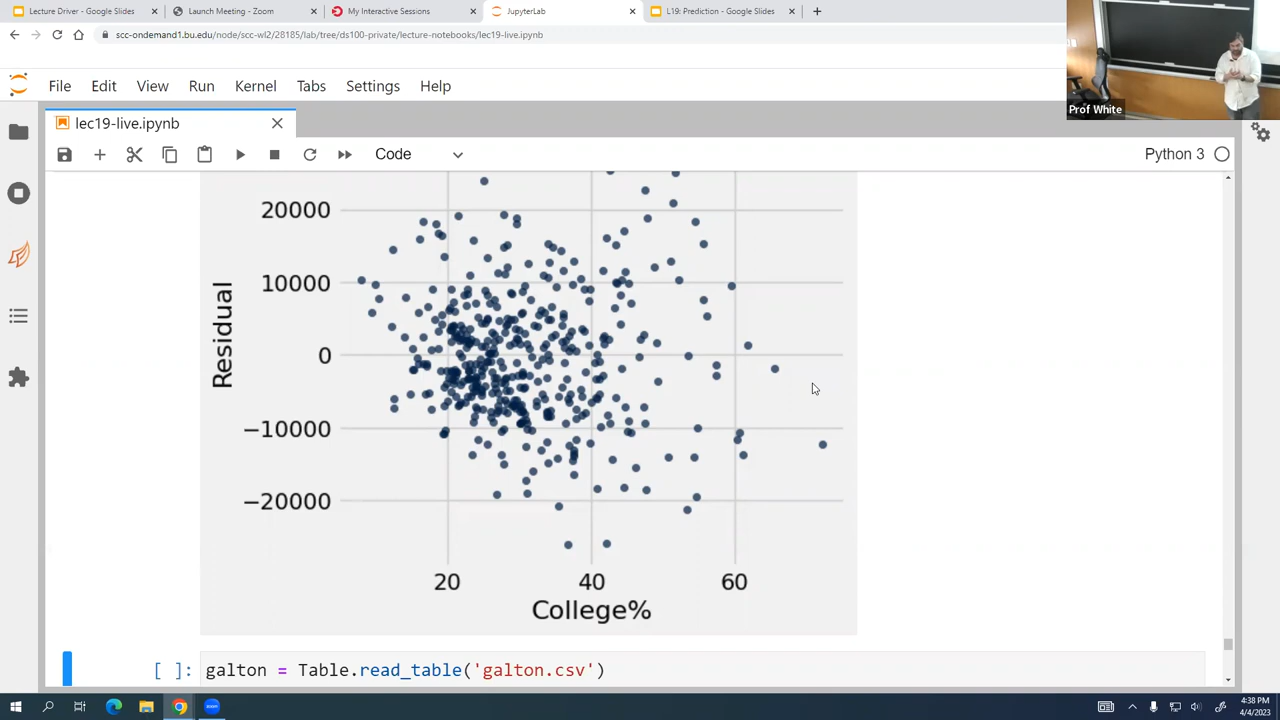 Lecture Driver - Google Slides
Launch Meeting - Zoom
My Interactive Sessions
JupyterLab
L19: Prediction - Google Slides
scc-ondemand1.bu.edu/node/scc-wl2/28185/lab/tree/ds100-private/lecture-notebooks/lec19-live.ipynb
Prof White
File Edit View Run Kernel Tabs Settings Help
lec19-live.ipynb
Code
Python 3
20000
10000
0
−10000
−20000
Residual
20 40 60
College%
[ ]: galton = Table.read_table('galton.csv')
4:38 PM
4/4/2023